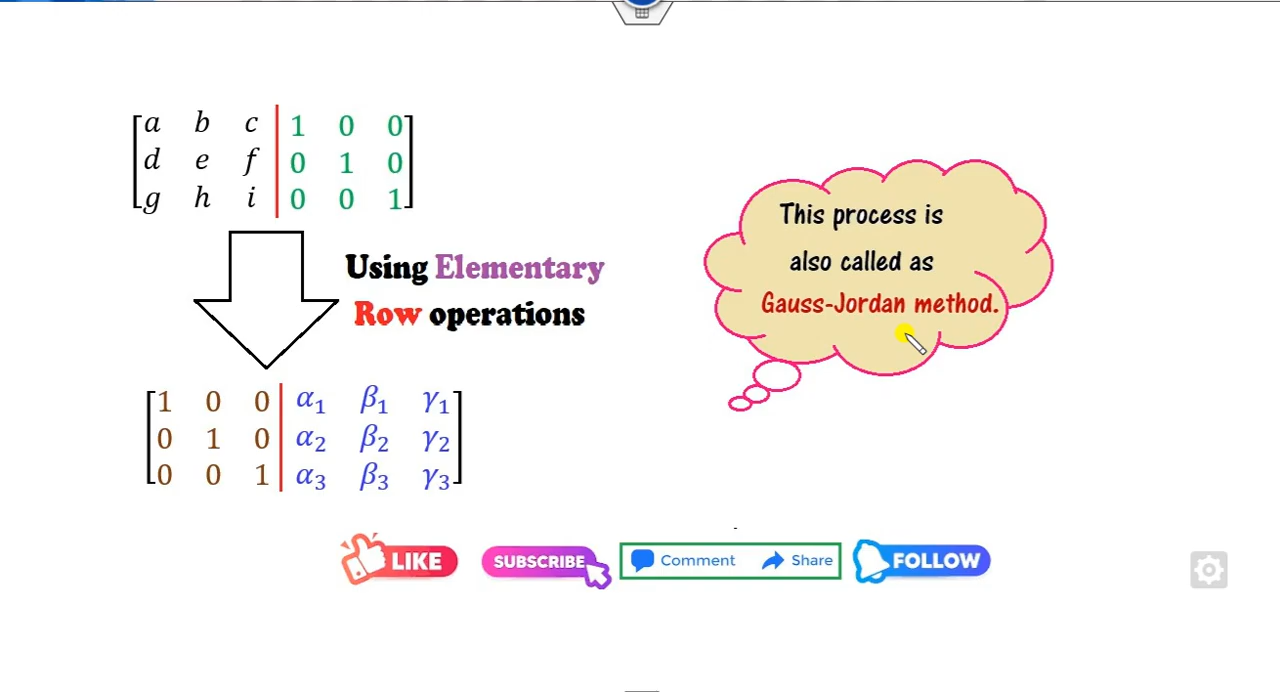 a b c 1 0 0
d e f 0 1 0
g h i 0 0 1
Using Elementary
Row operations
1 0 0 α₁ β₁ γ₁
0 1 0 α₂ β₂ γ₂
0 0 1 α₃ β₃ γ₃
This process is
also called as
Gauss-Jordan method.
LIKE
SUBSCRIBE
Comment
Share
FOLLOW